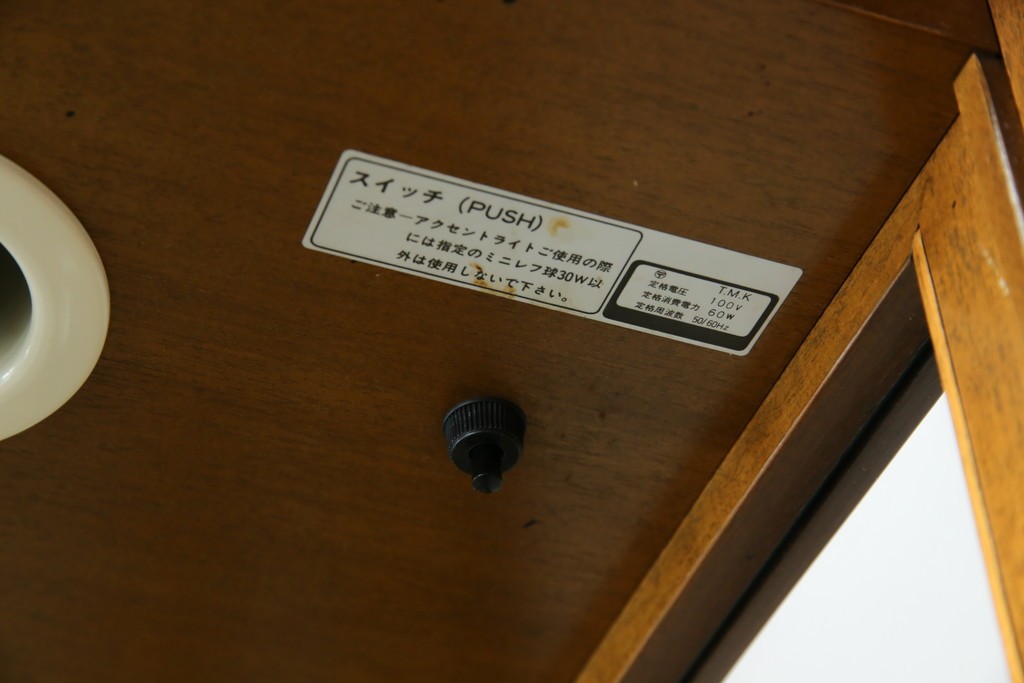 スイッチ (PUSH)
ご注意―アクセントライトご使用の際
には指定のミニレフ球30W以
外は使用しないで下さい。
〒 T.M.K
定格電圧 100V
定格消費電力 60W
定格周波数 50/60Hz